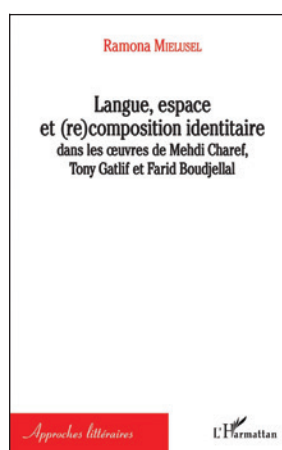 Ramona MIELUSEL
Langue, espace
et (re)composition identitaire
dans les œuvres de Mehdi Charef,
Tony Gatlif et Farid Boudjellal
Approches littéraires
L'Harmattan